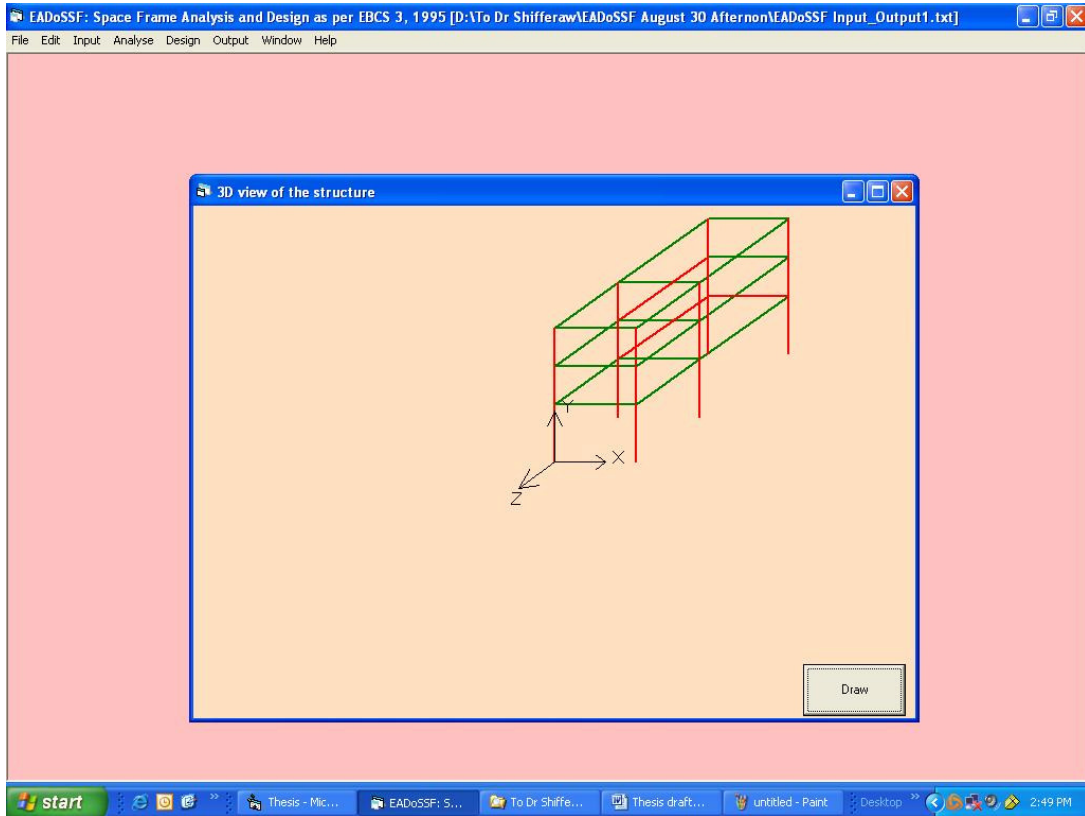 EADoSSF: Space Frame Analysis and Design as per EBCS 3, 1995 [D:\To Dr Shifferaw\EADoSSF August 30 Afternon\EADoSSF Input_Output1.txt]
File Edit Input Analyse Design Output Window Help
3D view of the structure
Y
X
Z
Draw
start » Thesis - Mic... EADoSSF: S... To Dr Shiffe... Thesis draft... untitled - Paint Desktop » 2:49 PM